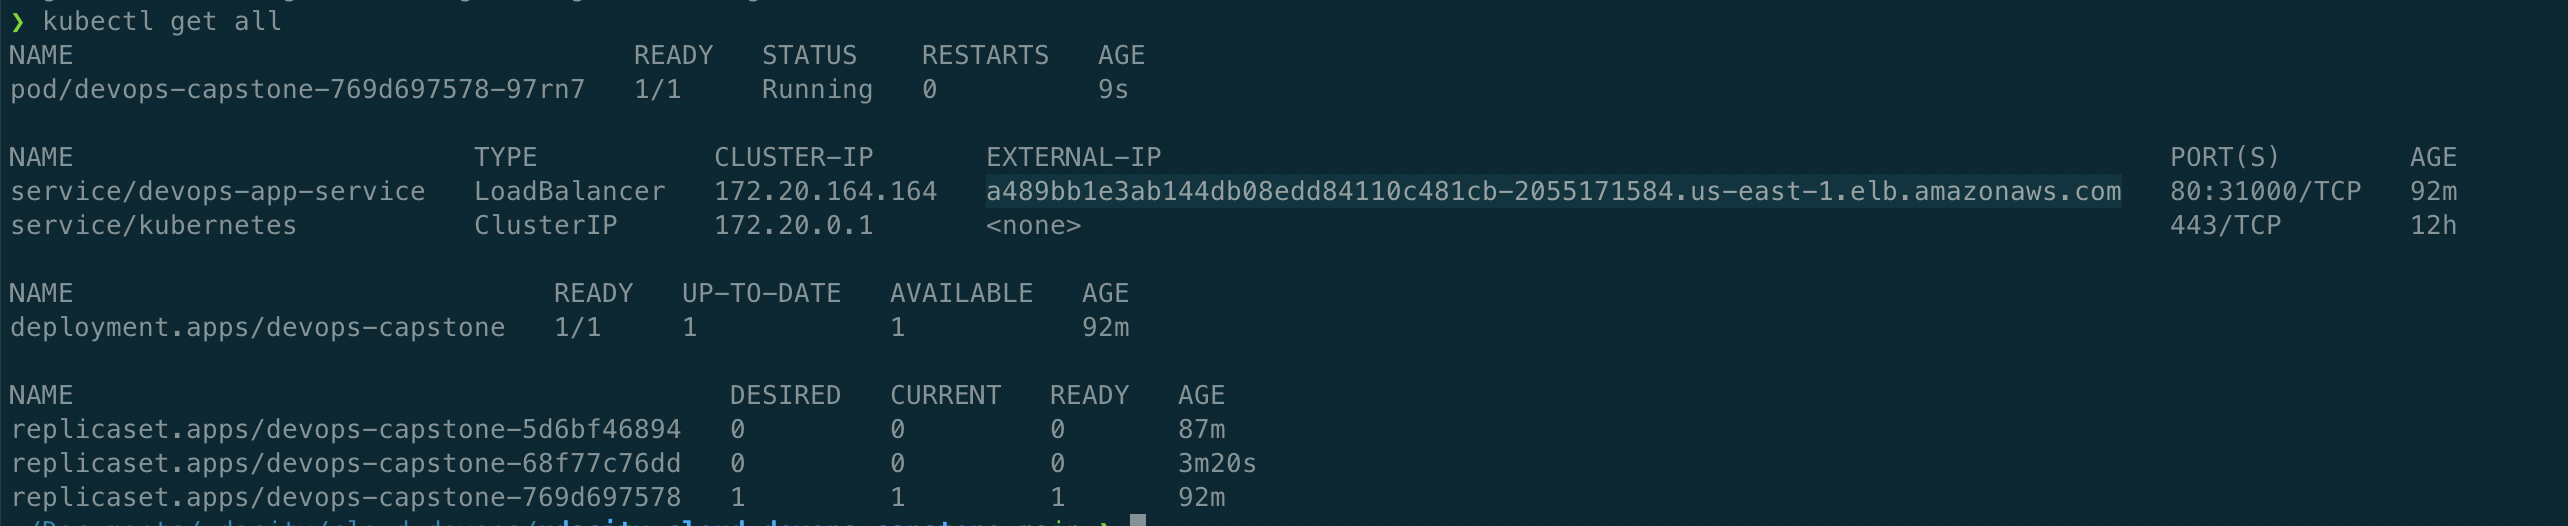 ❯ kubectl get all
NAME READY STATUS RESTARTS AGE
pod/devops-capstone-769d697578-97rn7 1/1 Running 0 9s
NAME TYPE CLUSTER-IP EXTERNAL-IP PORT(S) AGE
service/devops-app-service LoadBalancer 172.20.164.164 a489bb1e3ab144db08edd84110c481cb-2055171584.us-east-1.elb.amazonaws.com 80:31000/TCP 92m
service/kubernetes ClusterIP 172.20.0.1 <none> 443/TCP 12h
NAME READY UP-TO-DATE AVAILABLE AGE
deployment.apps/devops-capstone 1/1 1 1 92m
NAME DESIRED CURRENT READY AGE
replicaset.apps/devops-capstone-5d6bf46894 0 0 0 87m
replicaset.apps/devops-capstone-68f77c76dd 0 0 0 3m20s
replicaset.apps/devops-capstone-769d697578 1 1 1 92m